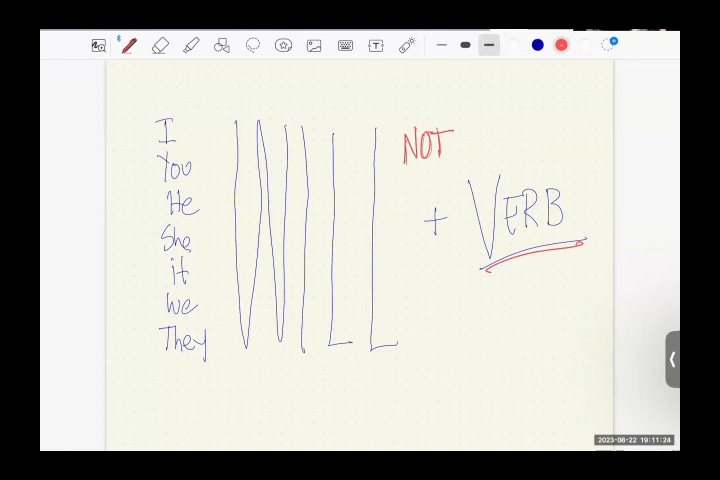 I
You
He
She
it
We
They
WILL
NOT
+ VERB
2023-08-22 19:11:24